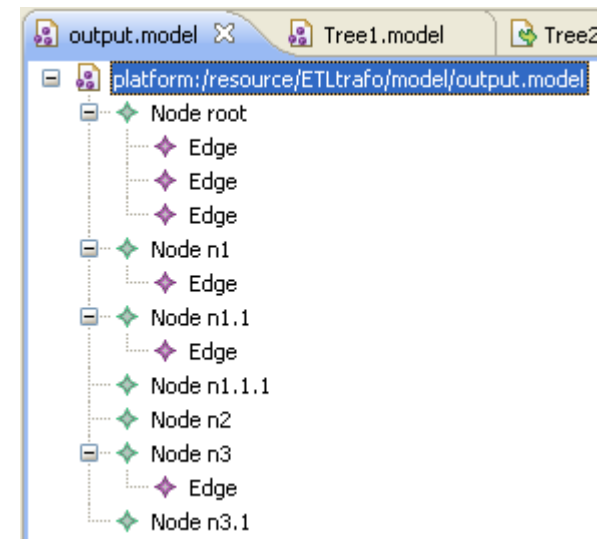 output.model Tree1.model Tree2
platform:/resource/ETLtrafo/model/output.model
Node root
Edge
Edge
Edge
Node n1
Edge
Node n1.1
Edge
Node n1.1.1
Node n2
Node n3
Edge
Node n3.1